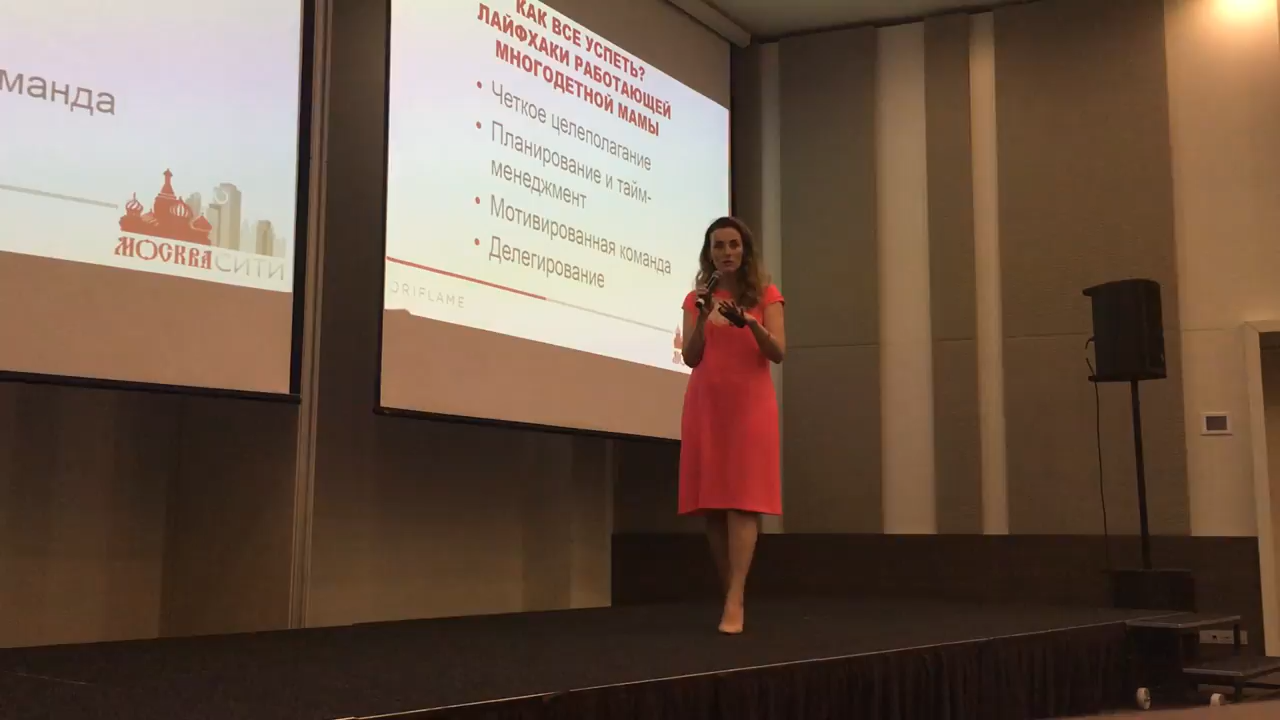 манда
МОСКВА
СИТИ
КАК ВСЕ УСПЕТЬ?
ЛАЙФХАКИ РАБОТАЮЩЕЙ
МНОГОДЕТНОЙ МАМЫ
• Четкое целеполагание
• Планирование и тайм-
менеджмент
• Мотивированная команда
• Делегирование
ORIFLAME